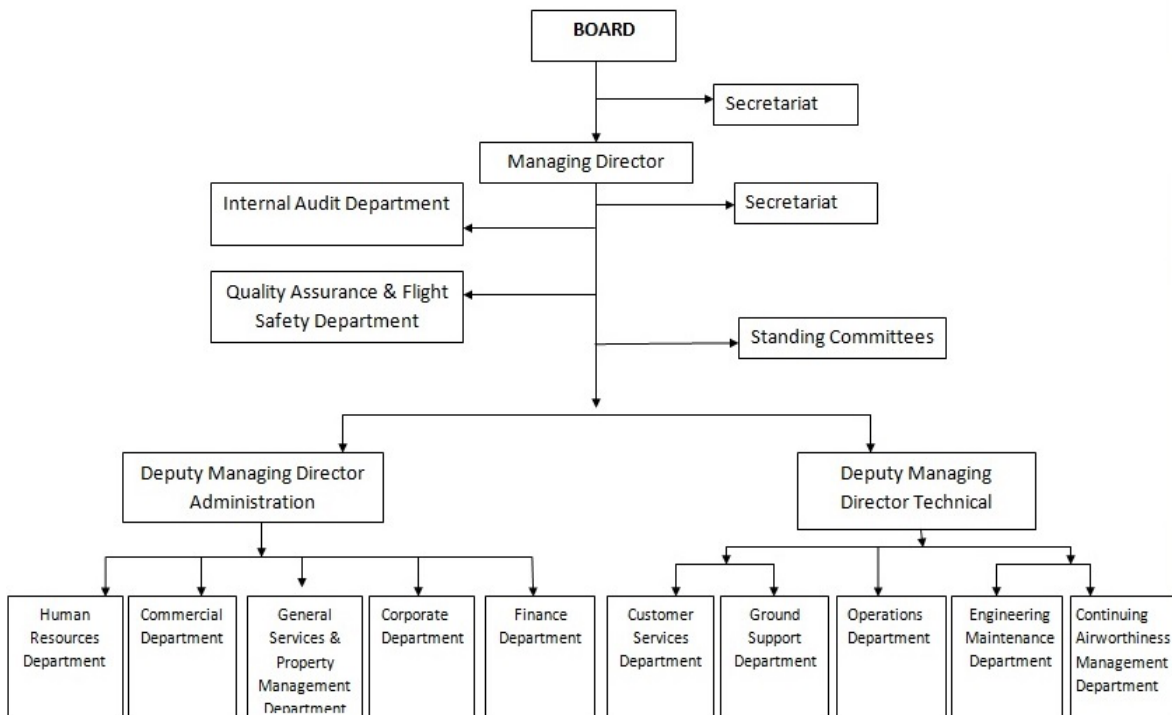 BOARD
Secretariat
Managing Director
Internal Audit Department
Secretariat
Quality Assurance & Flight
Safety Department
Standing Committees
Deputy Managing Director
Administration
Deputy Managing
Director Technical
Human
Resources
Department
Commercial
Department
General
Services &
Property
Management
Department
Corporate
Department
Finance
Department
Customer
Services
Department
Ground
Support
Department
Operations
Department
Engineering
Maintenance
Department
Continuing
Airworthiness
Management
Department